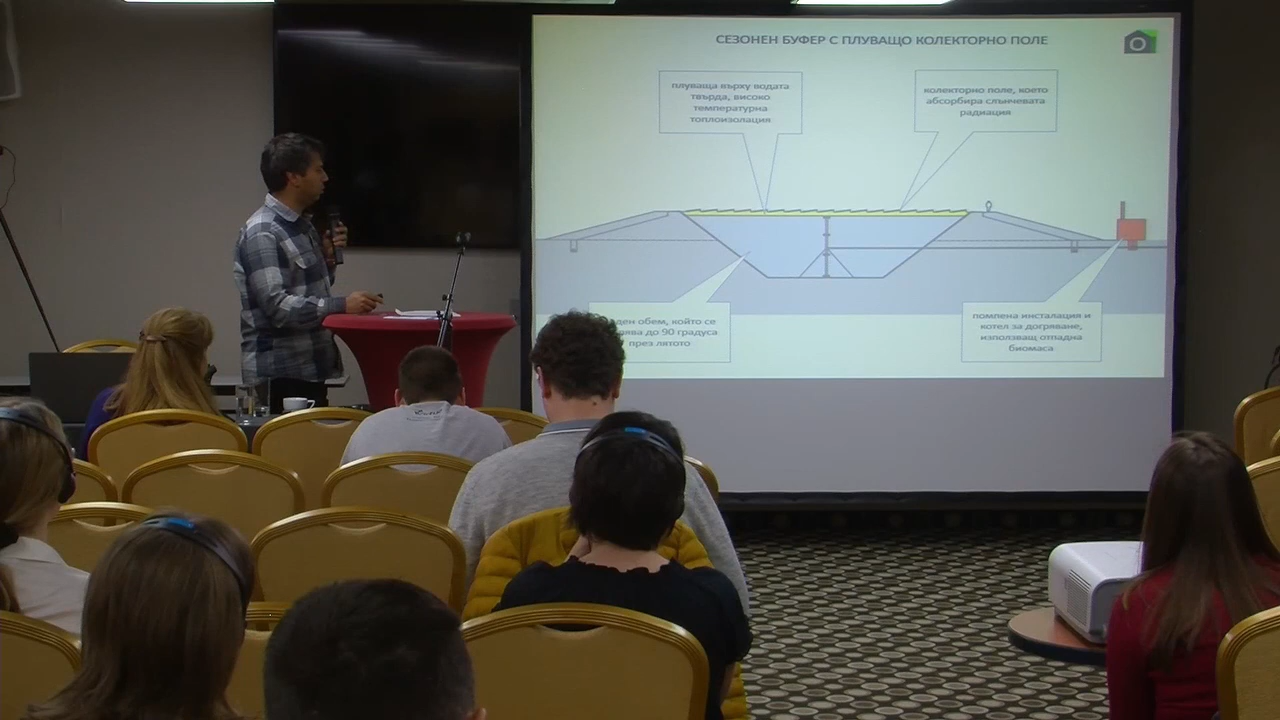 СЕЗОНЕН БУФЕР С ПЛУВАЩО КОЛЕКТОРНО ПОЛЕ
плуваща върху водата
твърда, високо
температурна
топлоизолация
колекторно поле, което
абсорбира слънчевата
радиация
обем, който се
до 90 градуса
през лятото
помпена инсталация и
котел за догряване,
използващ отпадна
биомаса